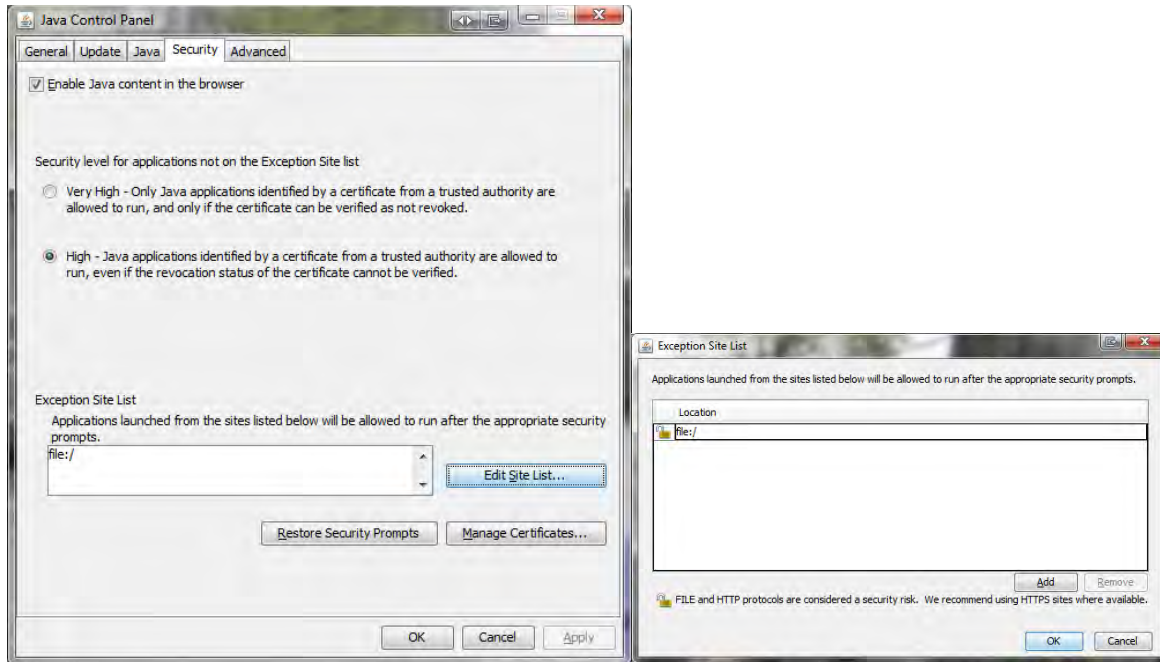 Java Control Panel
General Update Java Security Advanced
Enable Java content in the browser
Security level for applications not on the Exception Site list
Very High - Only Java applications identified by a certificate from a trusted authority are
allowed to run, and only if the certificate can be verified as not revoked.
High - Java applications identified by a certificate from a trusted authority are allowed to
run, even if the revocation status of the certificate cannot be verified.
Exception Site List
Applications launched from the sites listed below will be allowed to run after the appropriate security
prompts.
file:/
Edit Site List...
Restore Security Prompts Manage Certificates...
OK Cancel Apply
Exception Site List
Applications launched from the sites listed below will be allowed to run after the appropriate security prompts.
Location
file:/
Add Remove
FILE and HTTP protocols are considered a security risk. We recommend using HTTPS sites where available.
OK Cancel